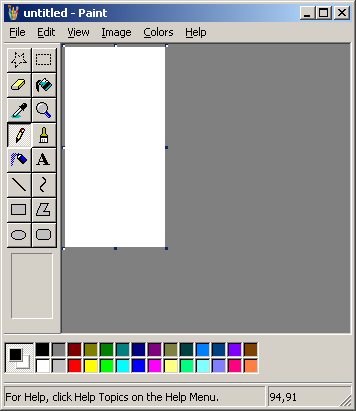 untitled - Paint
File Edit View Image Colors Help
A
For Help, click Help Topics on the Help Menu. 94,91